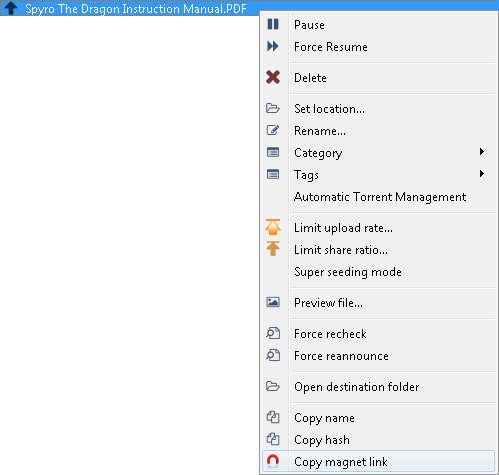 Spyro The Dragon Instruction Manual.PDF
Pause
Force Resume
Delete
Set location...
Rename...
Category
Tags
Automatic Torrent Management
Limit upload rate...
Limit share ratio...
Super seeding mode
Preview file...
Force recheck
Force reannounce
Open destination folder
Copy name
Copy hash
Copy magnet link